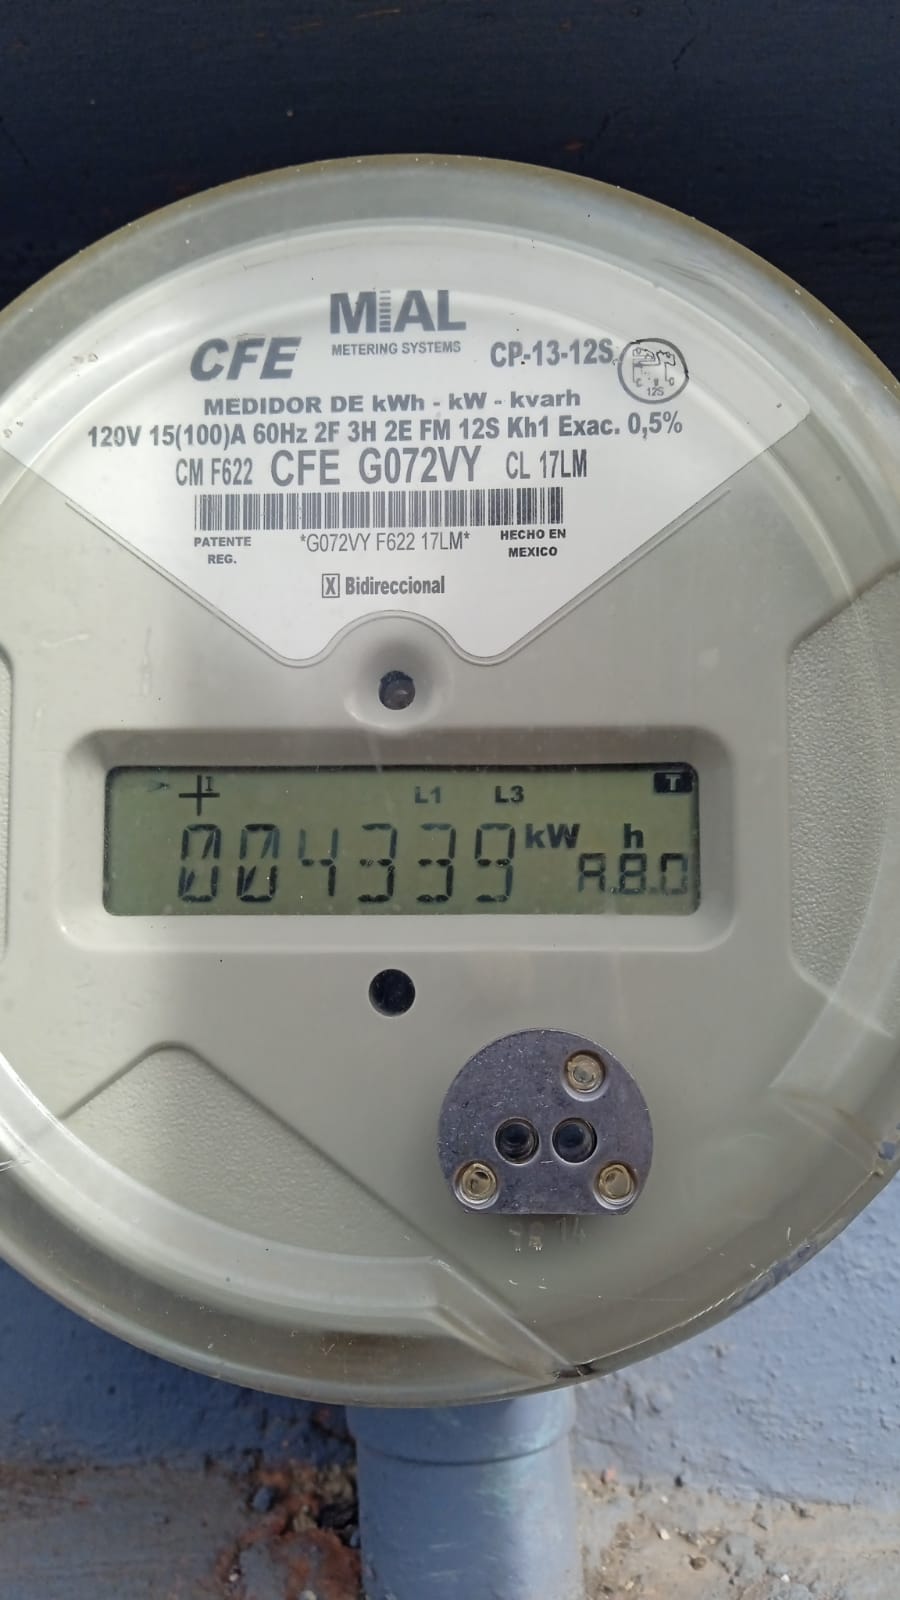 MIAL
METERING SYSTEMS
CFE
CP-13-12S
12S
MEDIDOR DE kWh - kW - kvarh
120V 15(100)A 60Hz 2F 3H 2E FM 12S Kh1 Exac. 0,5%
CM F622 CFE G072VY CL 17LM
PATENTE REG.
*G072VY F622 17LM*
HECHO EN MEXICO
X Bidireccional
1 L1 L3 T
004339 kW h A.8.0